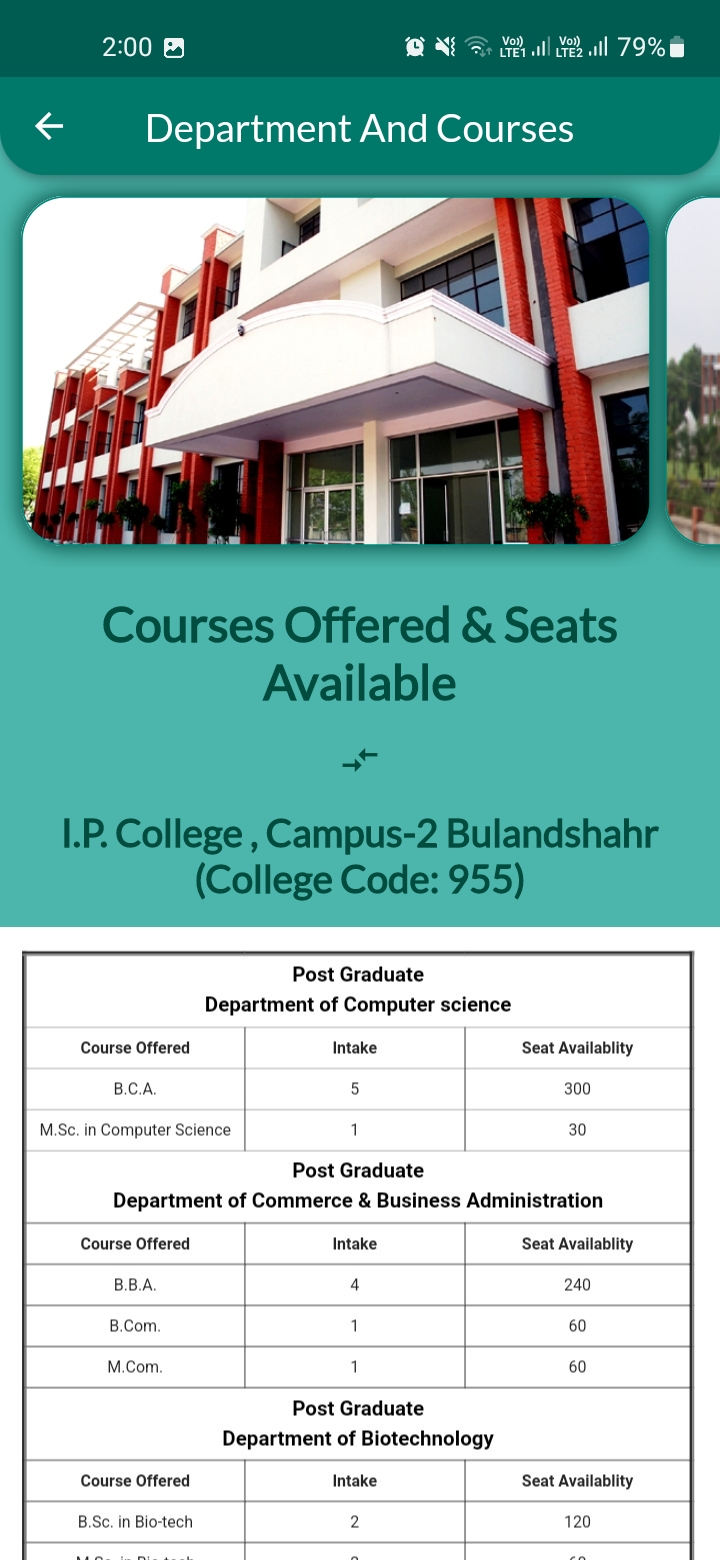 2:00
Vo)) LTE1 Vo)) LTE2 79%
Department And Courses
Courses Offered & Seats
Available
I.P. College , Campus-2 Bulandshahr
(College Code: 955)
Post Graduate
Department of Computer science
Course Offered Intake Seat Availablity
B.C.A. 5 300
M.Sc. in Computer Science 1 30
Post Graduate
Department of Commerce & Business Administration
Course Offered Intake Seat Availablity
B.B.A. 4 240
B.Com. 1 60
M.Com. 1 60
Post Graduate
Department of Biotechnology
Course Offered Intake Seat Availablity
B.Sc. in Bio-tech 2 120